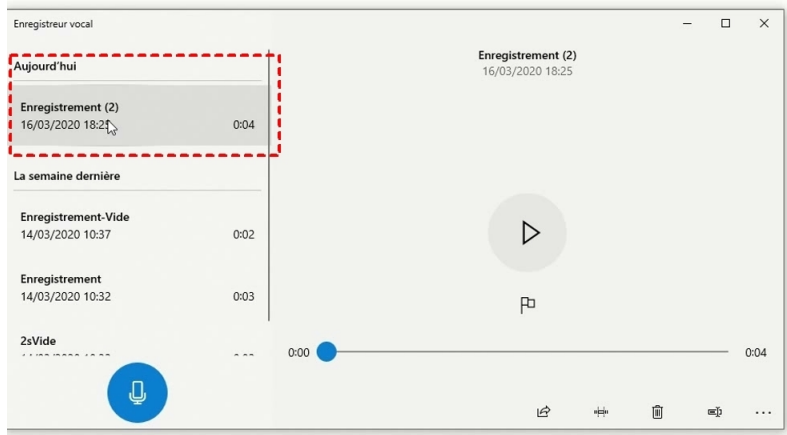 Enregistreur vocal
Aujourd'hui
Enregistrement (2)
16/03/2020 18:25 0:04
La semaine dernière
Enregistrement-Vide
14/03/2020 10:37 0:02
Enregistrement
14/03/2020 10:32 0:03
2sVide
Enregistrement (2)
16/03/2020 18:25
0:00 0:04